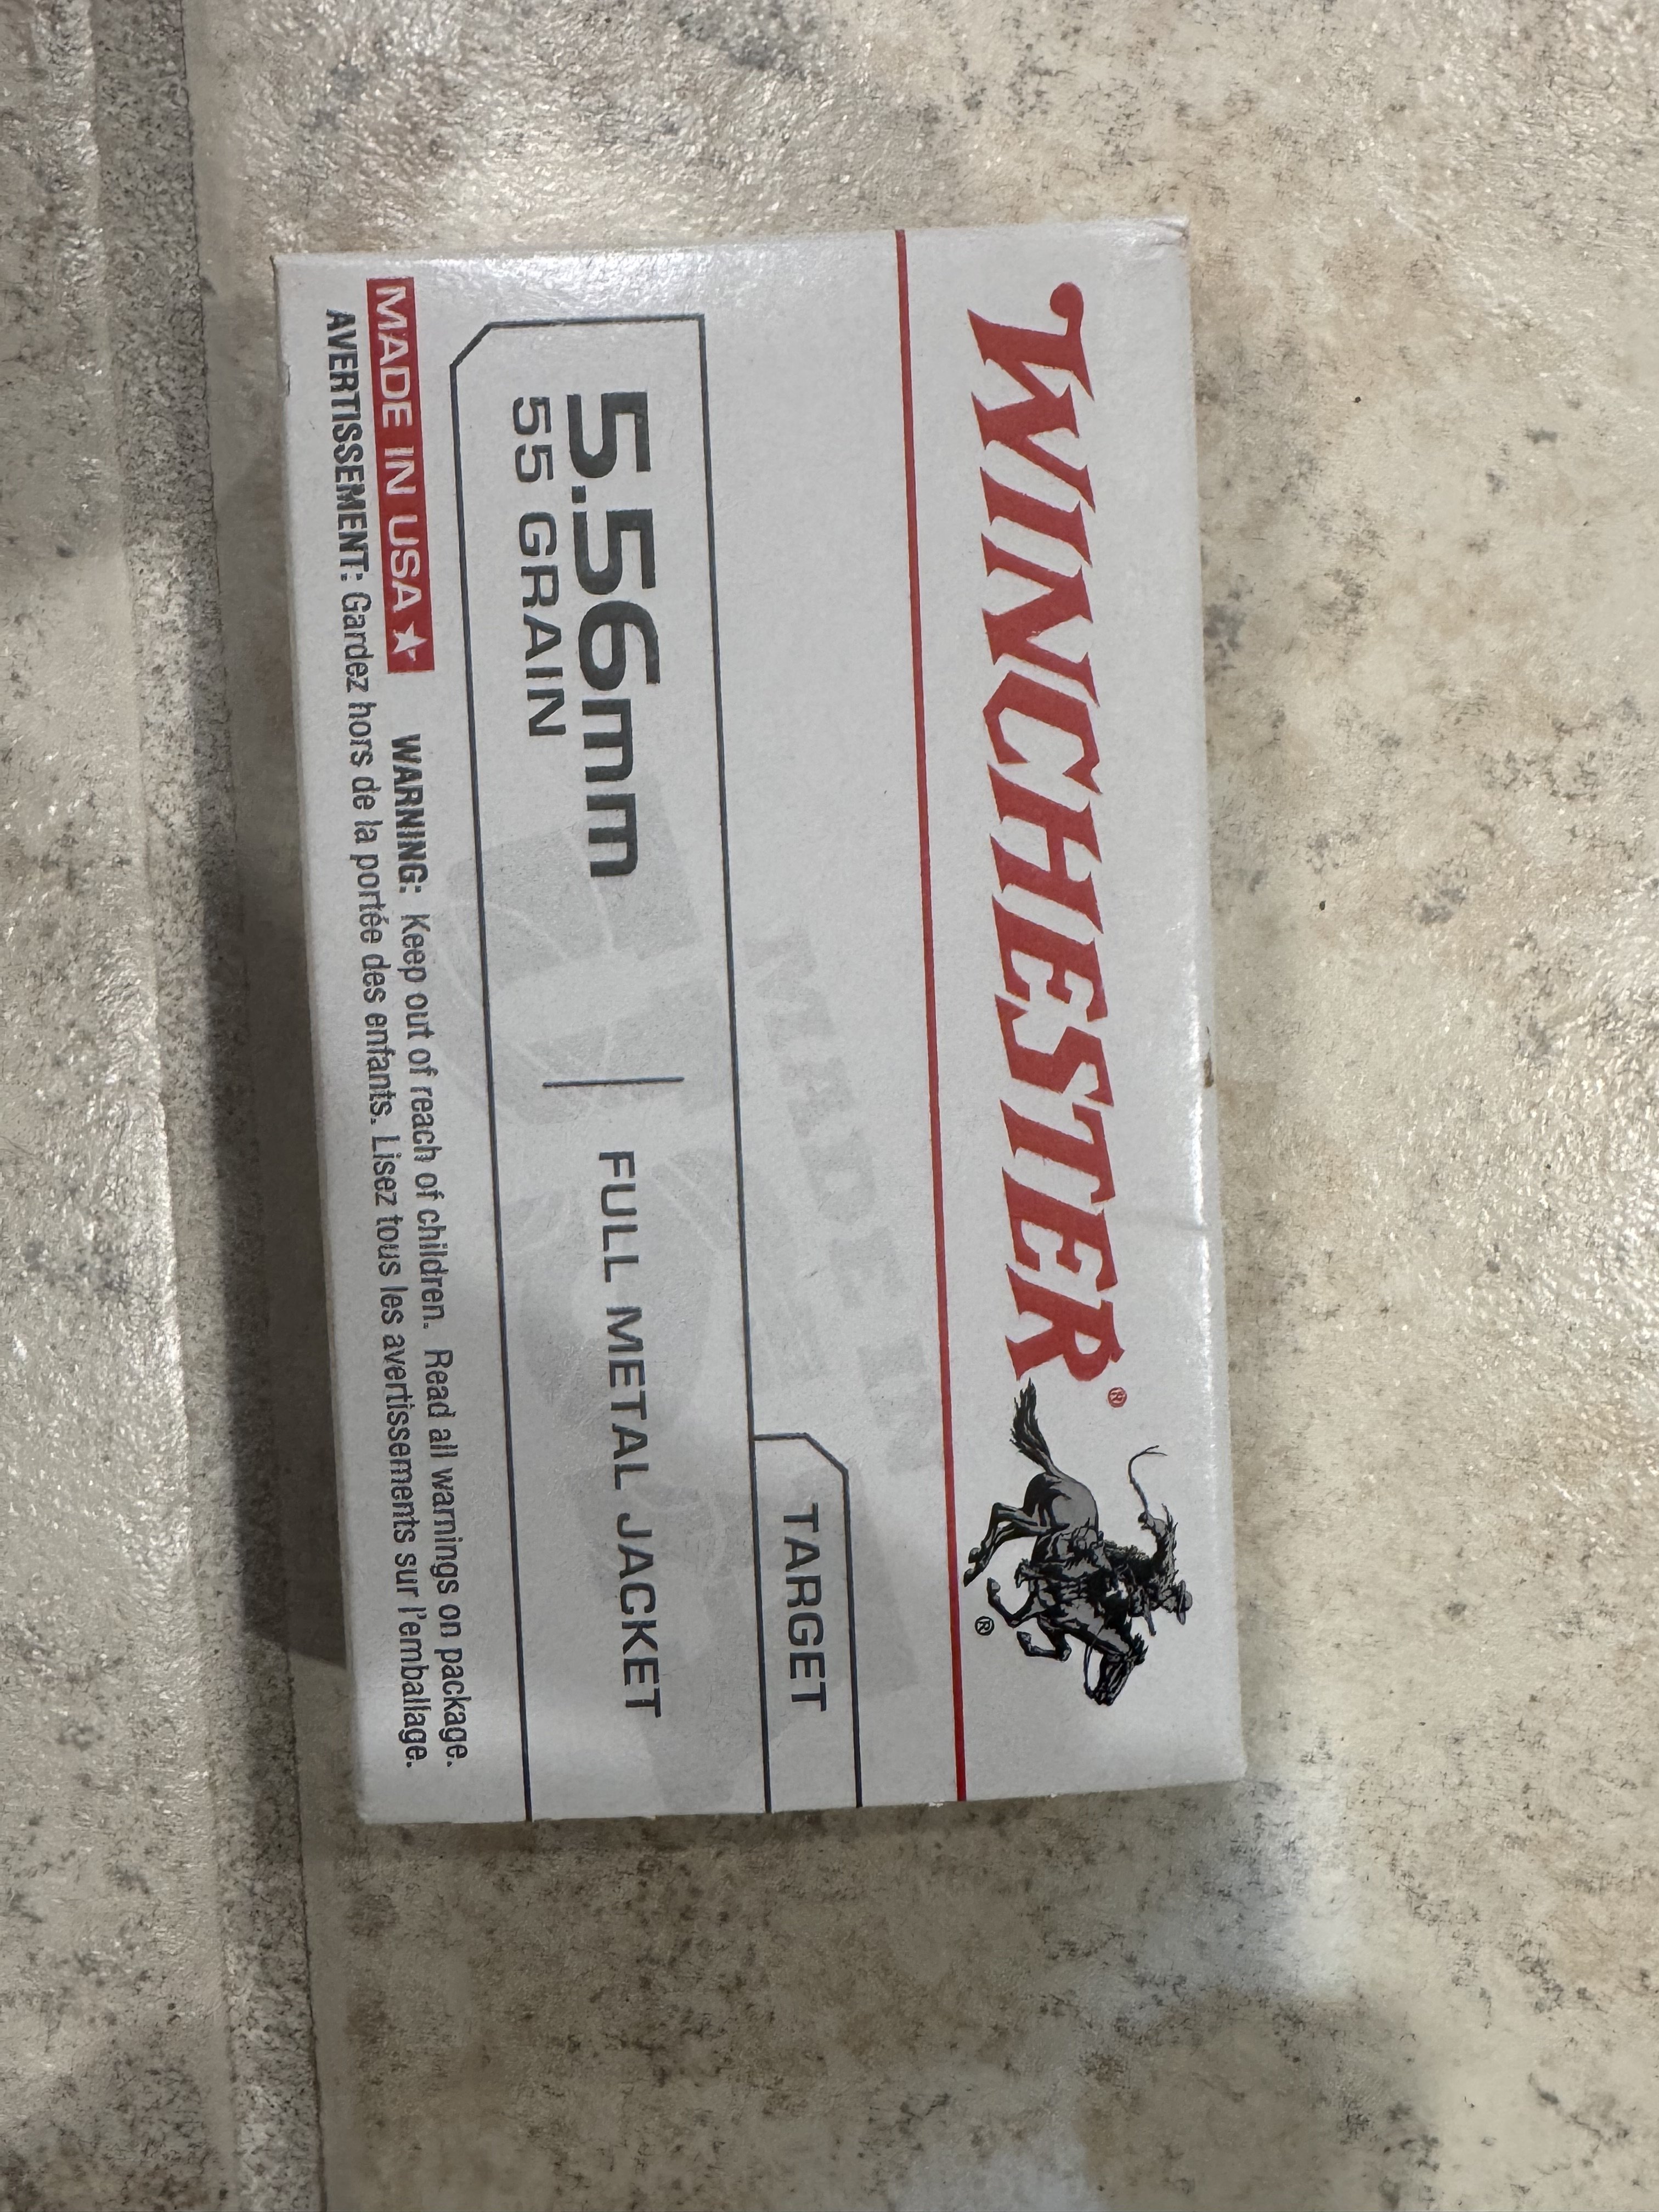 WINCHESTER®
®
TARGET
5.56mm
55 GRAIN
FULL METAL JACKET
MADE IN USA ★
WARNING: Keep out of reach of children. Read all warnings on package.
AVERTISSEMENT: Gardez hors de la portée des enfants. Lisez tous les avertissements sur l'emballage.